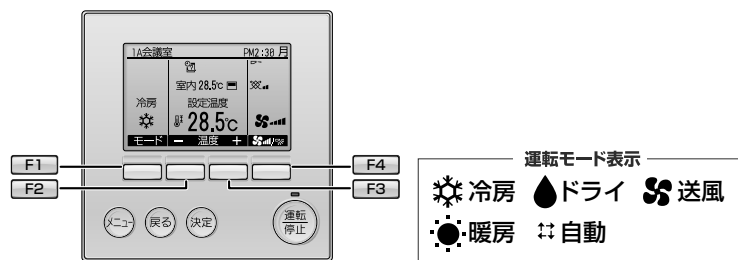 1A会議室 PM2:30 月
室内 28.5℃
冷房 設定温度
28.5℃
モード − 温度 +
F1 F4
F2 F3
メニュー 戻る 決定 運転
停止
運転モード表示
冷房 ドライ 送風
暖房 自動